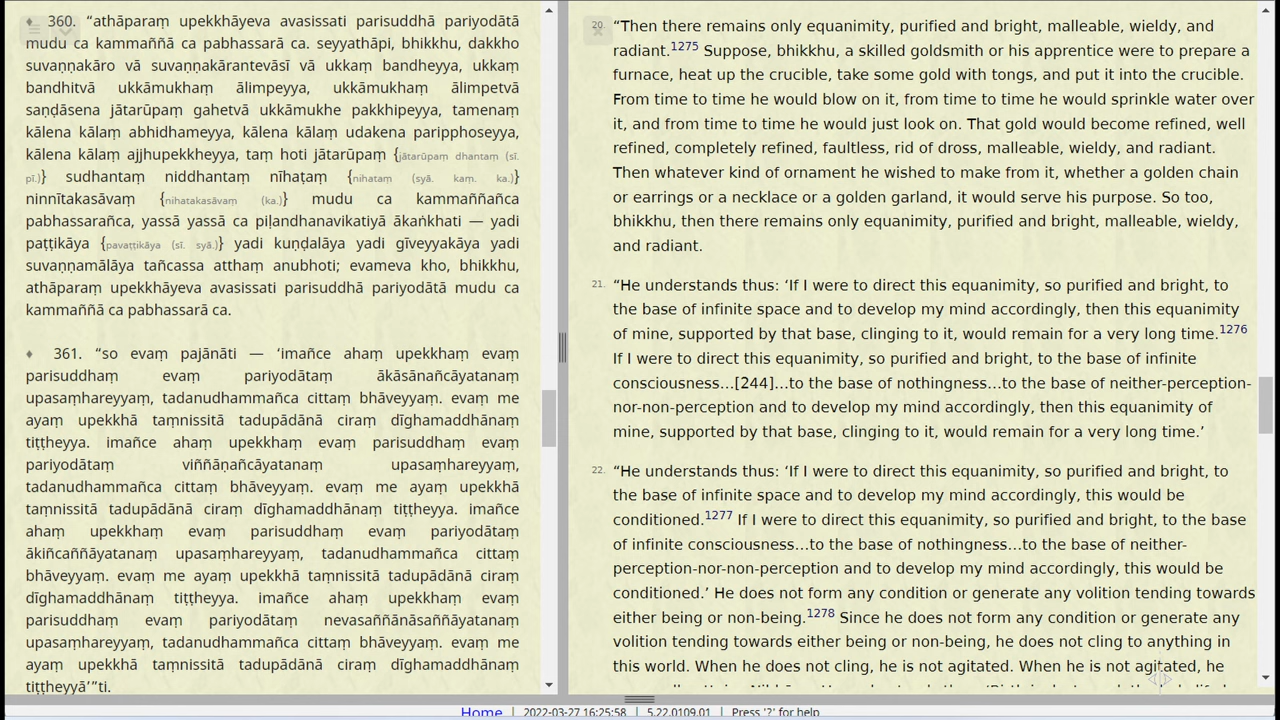 ♦ 360. “athāparaṃ upekkhāyeva avasissati parisuddhā pariyodātā
mudu ca kammaññā ca pabhassarā ca. seyyathāpi, bhikkhu, dakkho
suvaṇṇakāro vā suvaṇṇakārantevāsī vā ukkaṃ bandheyya, ukkaṃ
bandhitvā ukkāmukhaṃ ālimpeyya, ukkāmukhaṃ ālimpetvā
saṇḍāsena jātarūpaṃ gahetvā ukkāmukhe pakkhipeyya, tamenaṃ
kālena kālaṃ abhidhameyya, kālena kālaṃ udakena paripphoseyya,
kālena kālaṃ ajjhupekkheyya, taṃ hoti jātarūpaṃ {jātarūpaṃ dhantaṃ (sī.
pī.)} sudhantaṃ niddhantaṃ nīhaṭaṃ {nihataṃ (syā. kaṃ. ka.)}
ninnītakasāvaṃ {nihatakasāvaṃ (ka.)} mudu ca kammaññañca
pabhassarañca, yassā yassā ca piḷandhanavikatiyā ākaṅkhati — yadi
paṭṭikāya {pavaṭṭikāya (sī. syā.)} yadi kuṇḍalāya yadi gīveyyakāya yadi
suvaṇṇamālāya tañcassa atthaṃ anubhoti; evameva kho, bhikkhu,
athāparaṃ upekkhāyeva avasissati parisuddhā pariyodātā mudu ca
kammaññā ca pabhassarā ca.
♦ 361. “so evaṃ pajānāti — ‘imañce ahaṃ upekkhaṃ evaṃ
parisuddhaṃ evaṃ pariyodātaṃ ākāsānañcāyatanaṃ
upasaṃhareyyaṃ, tadanudhammañca cittaṃ bhāveyyaṃ. evaṃ me
ayaṃ upekkhā taṃnissitā tadupādānā ciraṃ dīghamaddhānaṃ
tiṭṭheyya. imañce ahaṃ upekkhaṃ evaṃ parisuddhaṃ evaṃ
pariyodātaṃ viññāṇañcāyatanaṃ upasaṃhareyyaṃ,
tadanudhammañca cittaṃ bhāveyyaṃ. evaṃ me ayaṃ upekkhā
taṃnissitā tadupādānā ciraṃ dīghamaddhānaṃ tiṭṭheyya. imañce
ahaṃ upekkhaṃ evaṃ parisuddhaṃ evaṃ pariyodātaṃ
ākiñcaññāyatanaṃ upasaṃhareyyaṃ, tadanudhammañca cittaṃ
bhāveyyaṃ. evaṃ me ayaṃ upekkhā taṃnissitā tadupādānā ciraṃ
dīghamaddhānaṃ tiṭṭheyya. imañce ahaṃ upekkhaṃ evaṃ
parisuddhaṃ evaṃ pariyodātaṃ nevasaññānāsaññāyatanaṃ
upasaṃhareyyaṃ, tadanudhammañca cittaṃ bhāveyyaṃ. evaṃ me
ayaṃ upekkhā taṃnissitā tadupādānā ciraṃ dīghamaddhānaṃ
tiṭṭheyyā’”ti.
20. “Then there remains only equanimity, purified and bright, malleable, wieldy, and
radiant.1275 Suppose, bhikkhu, a skilled goldsmith or his apprentice were to prepare a
furnace, heat up the crucible, take some gold with tongs, and put it into the crucible.
From time to time he would blow on it, from time to time he would sprinkle water over
it, and from time to time he would just look on. That gold would become refined, well
refined, completely refined, faultless, rid of dross, malleable, wieldy, and radiant.
Then whatever kind of ornament he wished to make from it, whether a golden chain
or earrings or a necklace or a golden garland, it would serve his purpose. So too,
bhikkhu, then there remains only equanimity, purified and bright, malleable, wieldy,
and radiant.
21. “He understands thus: ‘If I were to direct this equanimity, so purified and bright, to
the base of infinite space and to develop my mind accordingly, then this equanimity
of mine, supported by that base, clinging to it, would remain for a very long time.1276
If I were to direct this equanimity, so purified and bright, to the base of infinite
consciousness…[244]…to the base of nothingness…to the base of neither-perception-
nor-non-perception and to develop my mind accordingly, then this equanimity of
mine, supported by that base, clinging to it, would remain for a very long time.’
22. “He understands thus: ‘If I were to direct this equanimity, so purified and bright, to
the base of infinite space and to develop my mind accordingly, this would be
conditioned.1277 If I were to direct this equanimity, so purified and bright, to the base
of infinite consciousness…to the base of nothingness…to the base of neither-
perception-nor-non-perception and to develop my mind accordingly, this would be
conditioned.’ He does not form any condition or generate any volition tending towards
either being or non-being.1278 Since he does not form any condition or generate any
volition tending towards either being or non-being, he does not cling to anything in
this world. When he does not cling, he is not agitated. When he is not agitated, he
Home | 2022-03-27 16:25:58 | 5.22.0109.01 | Press '?' for help